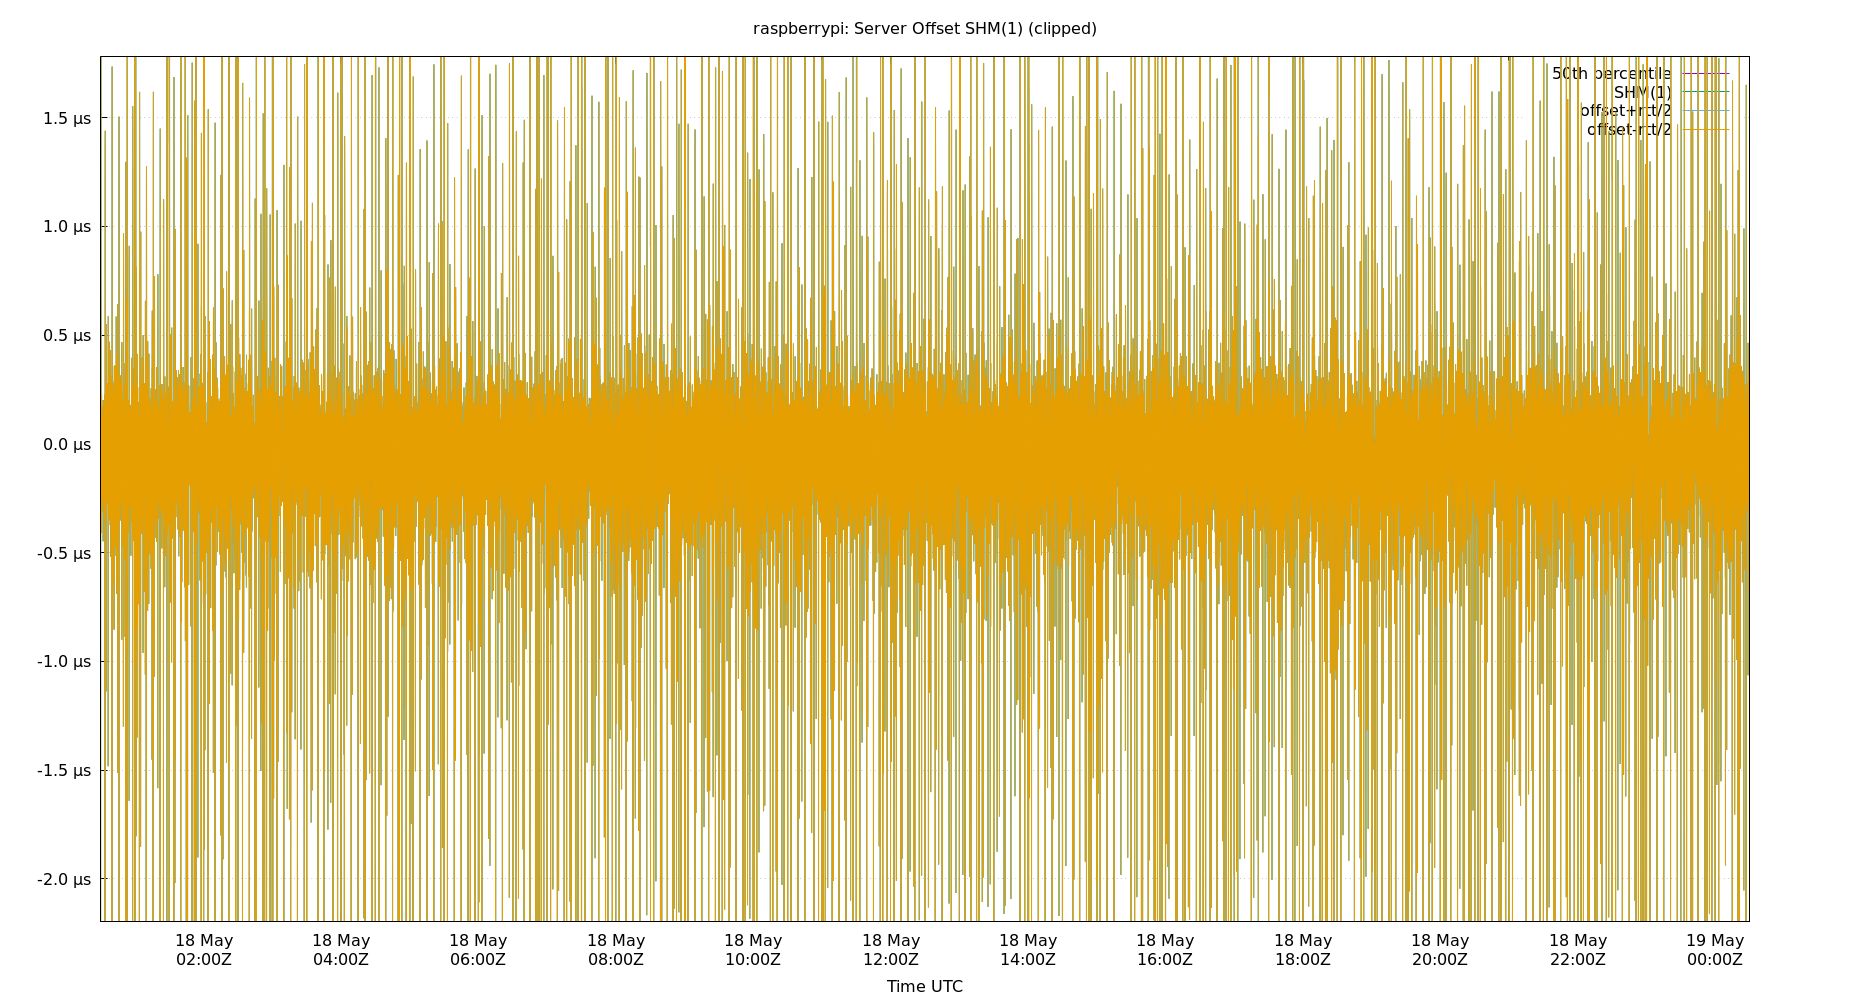 raspberrypi: Server Offset SHM(1) (clipped)
50th percentile
SHM(1)
offset+rtt/2
offset-rtt/2
1.5 µs
1.0 µs
0.5 µs
0.0 µs
-0.5 µs
-1.0 µs
-1.5 µs
-2.0 µs
18 May 18 May 18 May 18 May 18 May 18 May 18 May 18 May 18 May 18 May 18 May 19 May
02:00Z 04:00Z 06:00Z 08:00Z 10:00Z 12:00Z 14:00Z 16:00Z 18:00Z 20:00Z 22:00Z 00:00Z
Time UTC